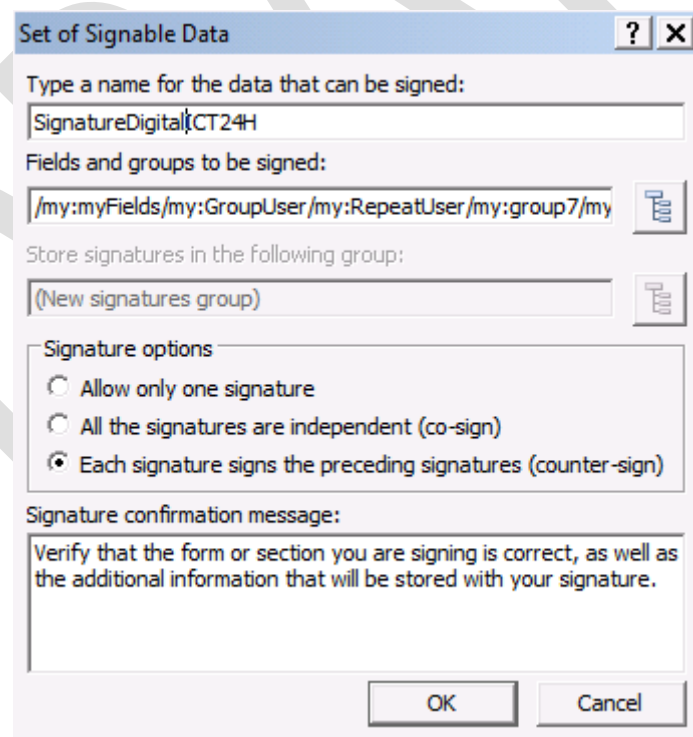 Set of Signable Data
Type a name for the data that can be signed:
SignatureDigitalICT24H
Fields and groups to be signed:
/my:myFields/my:GroupUser/my:RepeatUser/my:group7/my
Store signatures in the following group:
(New signatures group)
Signature options
Allow only one signature
All the signatures are independent (co-sign)
Each signature signs the preceding signatures (counter-sign)
Signature confirmation message:
Verify that the form or section you are signing is correct, as well as
the additional information that will be stored with your signature.
OK Cancel